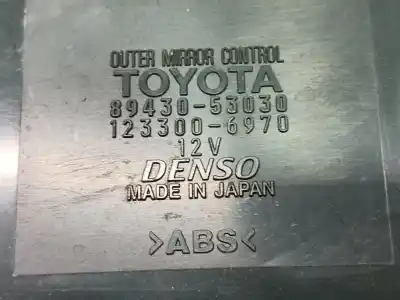 OUTER MIRROR CONTROL
TOYOTA
89430-53030
123300-6970
12V
DENSO
MADE IN JAPAN
>ABS<